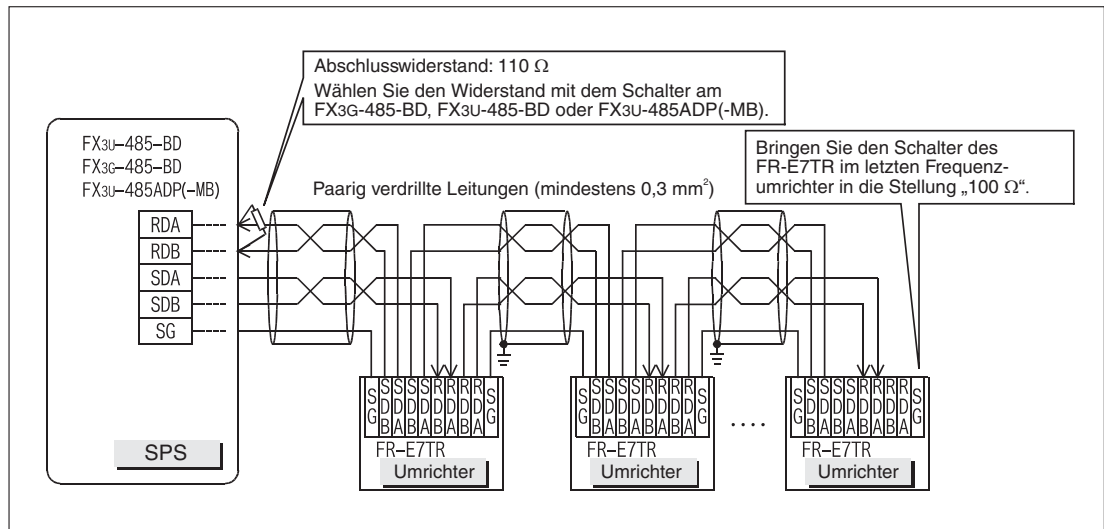 Abschlusswiderstand: 110 Ω
Wählen Sie den Widerstand mit dem Schalter am
FX3G-485-BD, FX3U-485-BD oder FX3U-485ADP(-MB).
Bringen Sie den Schalter des
FR-E7TR im letzten Frequenz-
umrichter in die Stellung „100 Ω“.
FX3U-485-BD
FX3G-485-BD
FX3U-485ADP(-MB)
Paarig verdrillte Leitungen (mindestens 0,3 mm²)
RDA
RDB
SDA
SDB
SG
SPS
SG SDB SDA SDB SDA RDB RDA RDB RDA SG
FR-E7TR
Umrichter
SG SDB SDA SDB SDA RDB RDA RDB RDA SG
FR-E7TR
Umrichter
....
SG SDB SDA SDB SDA RDB RDA RDB RDA SG
FR-E7TR
Umrichter